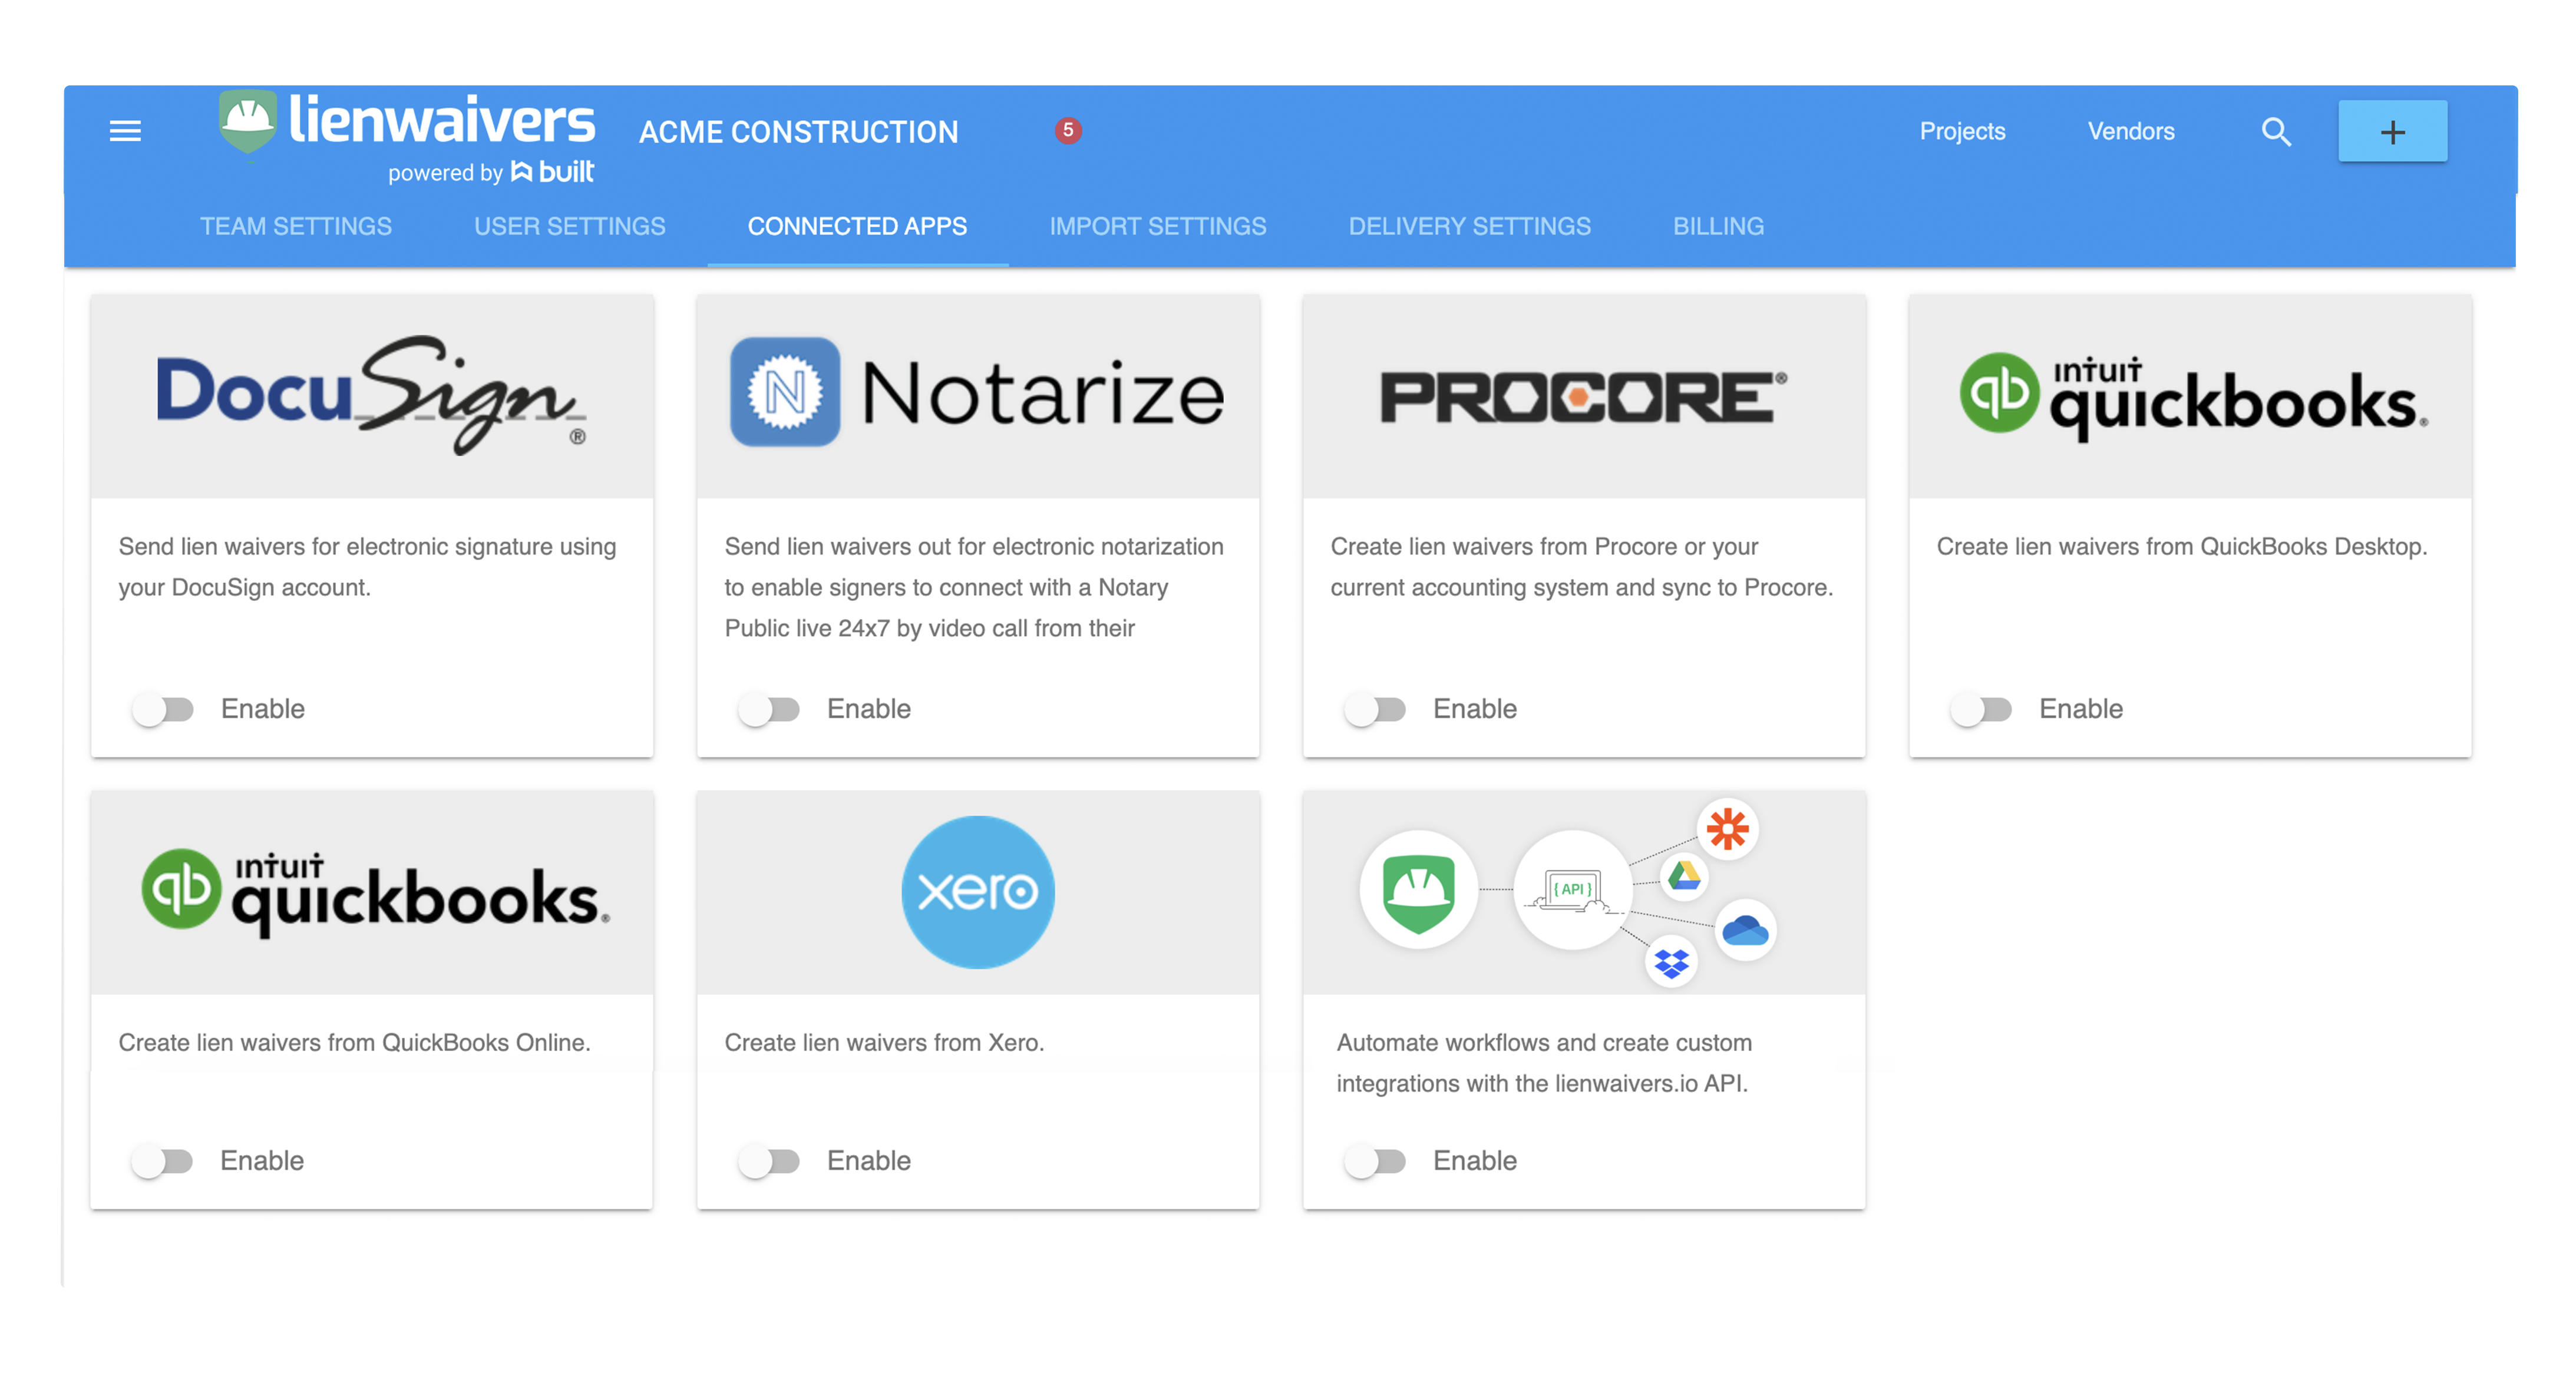 lienwaivers
powered by built
ACME CONSTRUCTION
5
Projects
Vendors
+
TEAM SETTINGS
USER SETTINGS
CONNECTED APPS
IMPORT SETTINGS
DELIVERY SETTINGS
BILLING
DocuSign®
Send lien waivers for electronic signature using
your DocuSign account.
Enable
N Notarize
Send lien waivers out for electronic notarization
to enable signers to connect with a Notary
Public live 24x7 by video call from their
Enable
PROCORE®
Create lien waivers from Procore or your
current accounting system and sync to Procore.
Enable
intuit
qb quickbooks®
Create lien waivers from QuickBooks Desktop.
Enable
intuit
qb quickbooks®
Create lien waivers from QuickBooks Online.
Enable
xero
Create lien waivers from Xero.
Enable
{ API }
Automate workflows and create custom
integrations with the lienwaivers.io API.
Enable